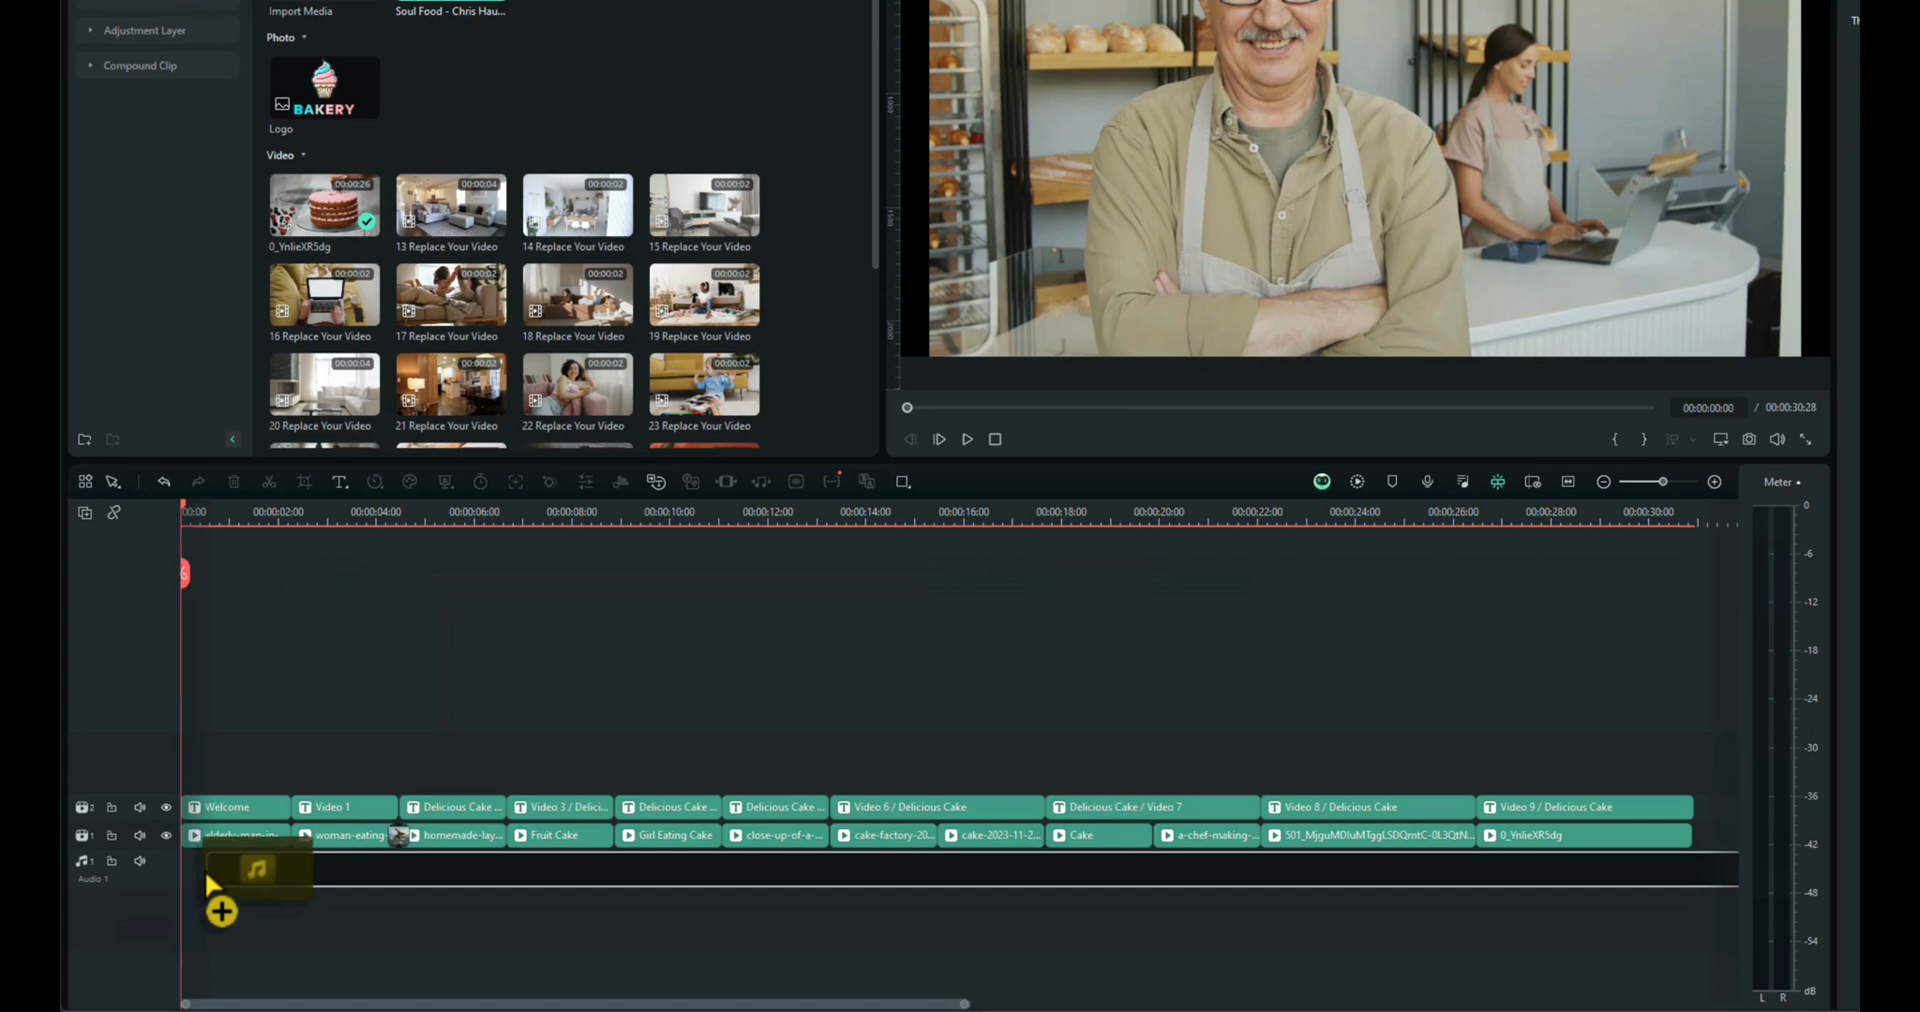 Import Media
Soul Food - Chris Hau...
Adjustment Layer
Photo
Compound Clip
BAKERY
Logo
Video
00:00:26
00:00:04
00:00:02
00:00:02
0_YnlieXR5dg
13 Replace Your Video
14 Replace Your Video
15 Replace Your Video
00:00:02
00:00:02
00:00:02
00:00:02
16 Replace Your Video
17 Replace Your Video
18 Replace Your Video
19 Replace Your Video
00:00:04
00:00:02
00:00:02
00:00:02
20 Replace Your Video
21 Replace Your Video
22 Replace Your Video
23 Replace Your Video
1000
1500
2000
00:00:00:00 / 00:00:30:28
Meter
00:00
00:00:02:00
00:00:04:00
00:00:06:00
00:00:08:00
00:00:10:00
00:00:12:00
00:00:14:00
00:00:16:00
00:00:18:00
00:00:20:00
00:00:22:00
00:00:24:00
00:00:26:00
00:00:28:00
00:00:30:00
2
Welcome
Video 1
Delicious Cake ...
Video 3 / Delici...
Delicious Cake ...
Delicious Cake ...
Video 6 / Delicious Cake
Delicious Cake / Video 7
Video 8 / Delicious Cake
Video 9 / Delicious Cake
1
elderly-man-in-
woman-eating-
homemade-lay...
Fruit Cake
Girl Eating Cake
close-up-of-a-...
cake-factory-20...
cake-2023-11-2...
Cake
a-chef-making-...
0_YnlieXR5dg
1
Audio 1
0
-6
-12
-18
-24
-30
-36
-42
-48
-54
dB
L R